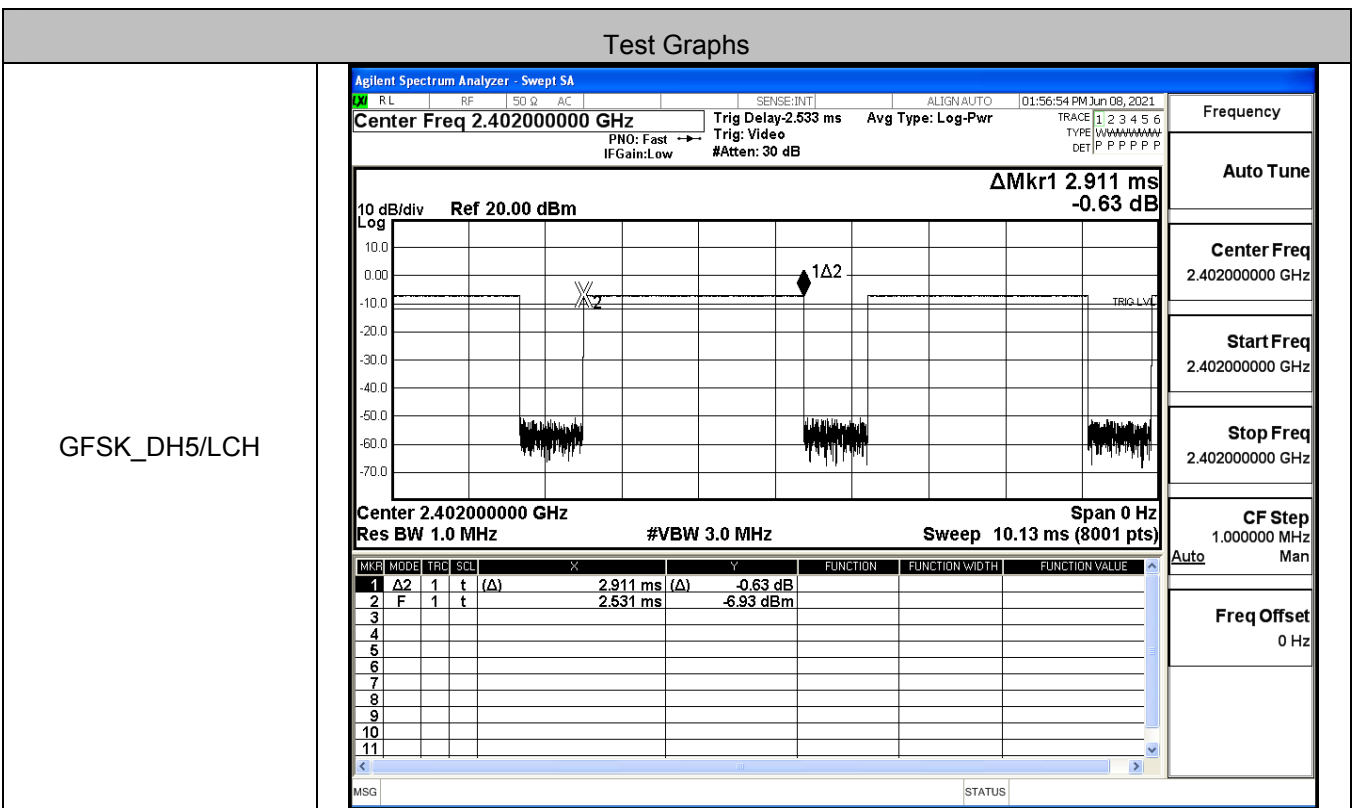 Test Graphs
GFSK_DH5/LCH
Agilent Spectrum Analyzer - Swept SA
LXI RL RF 50 Ω AC SENSE:INT ALIGN AUTO 01:56:54 PM Jun 08, 2021
Center Freq 2.402000000 GHz
PNO: Fast
IFGain:Low
Trig Delay-2.533 ms
Trig: Video
#Atten: 30 dB
Avg Type: Log-Pwr
TRACE 1 2 3 4 5 6
TYPE WWWWWW
DET P P P P P P
ΔMkr1 2.911 ms
-0.63 dB
10 dB/div Ref 20.00 dBm
Log
10.0
0.00
-10.0
-20.0
-30.0
-40.0
-50.0
-60.0
-70.0
1Δ2
2
TRIG LVL
Center 2.402000000 GHz Span 0 Hz
Res BW 1.0 MHz #VBW 3.0 MHz Sweep 10.13 ms (8001 pts)
MKR MODE TRC SCL X Y FUNCTION FUNCTION WIDTH FUNCTION VALUE
1 Δ2 1 t (Δ) 2.911 ms (Δ) -0.63 dB
2 F 1 t 2.531 ms -6.93 dBm
3
4
5
6
7
8
9
10
11
MSG STATUS
Frequency
Auto Tune
Center Freq
2.402000000 GHz
Start Freq
2.402000000 GHz
Stop Freq
2.402000000 GHz
CF Step
1.000000 MHz
Auto Man
Freq Offset
0 Hz